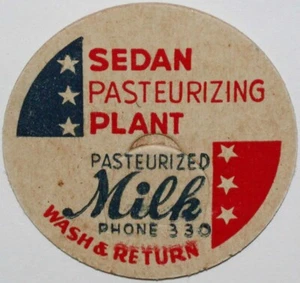 SEDAN
PASTEURIZING
PLANT
PASTEURIZED
Milk
PHONE 330
WASH & RETURN